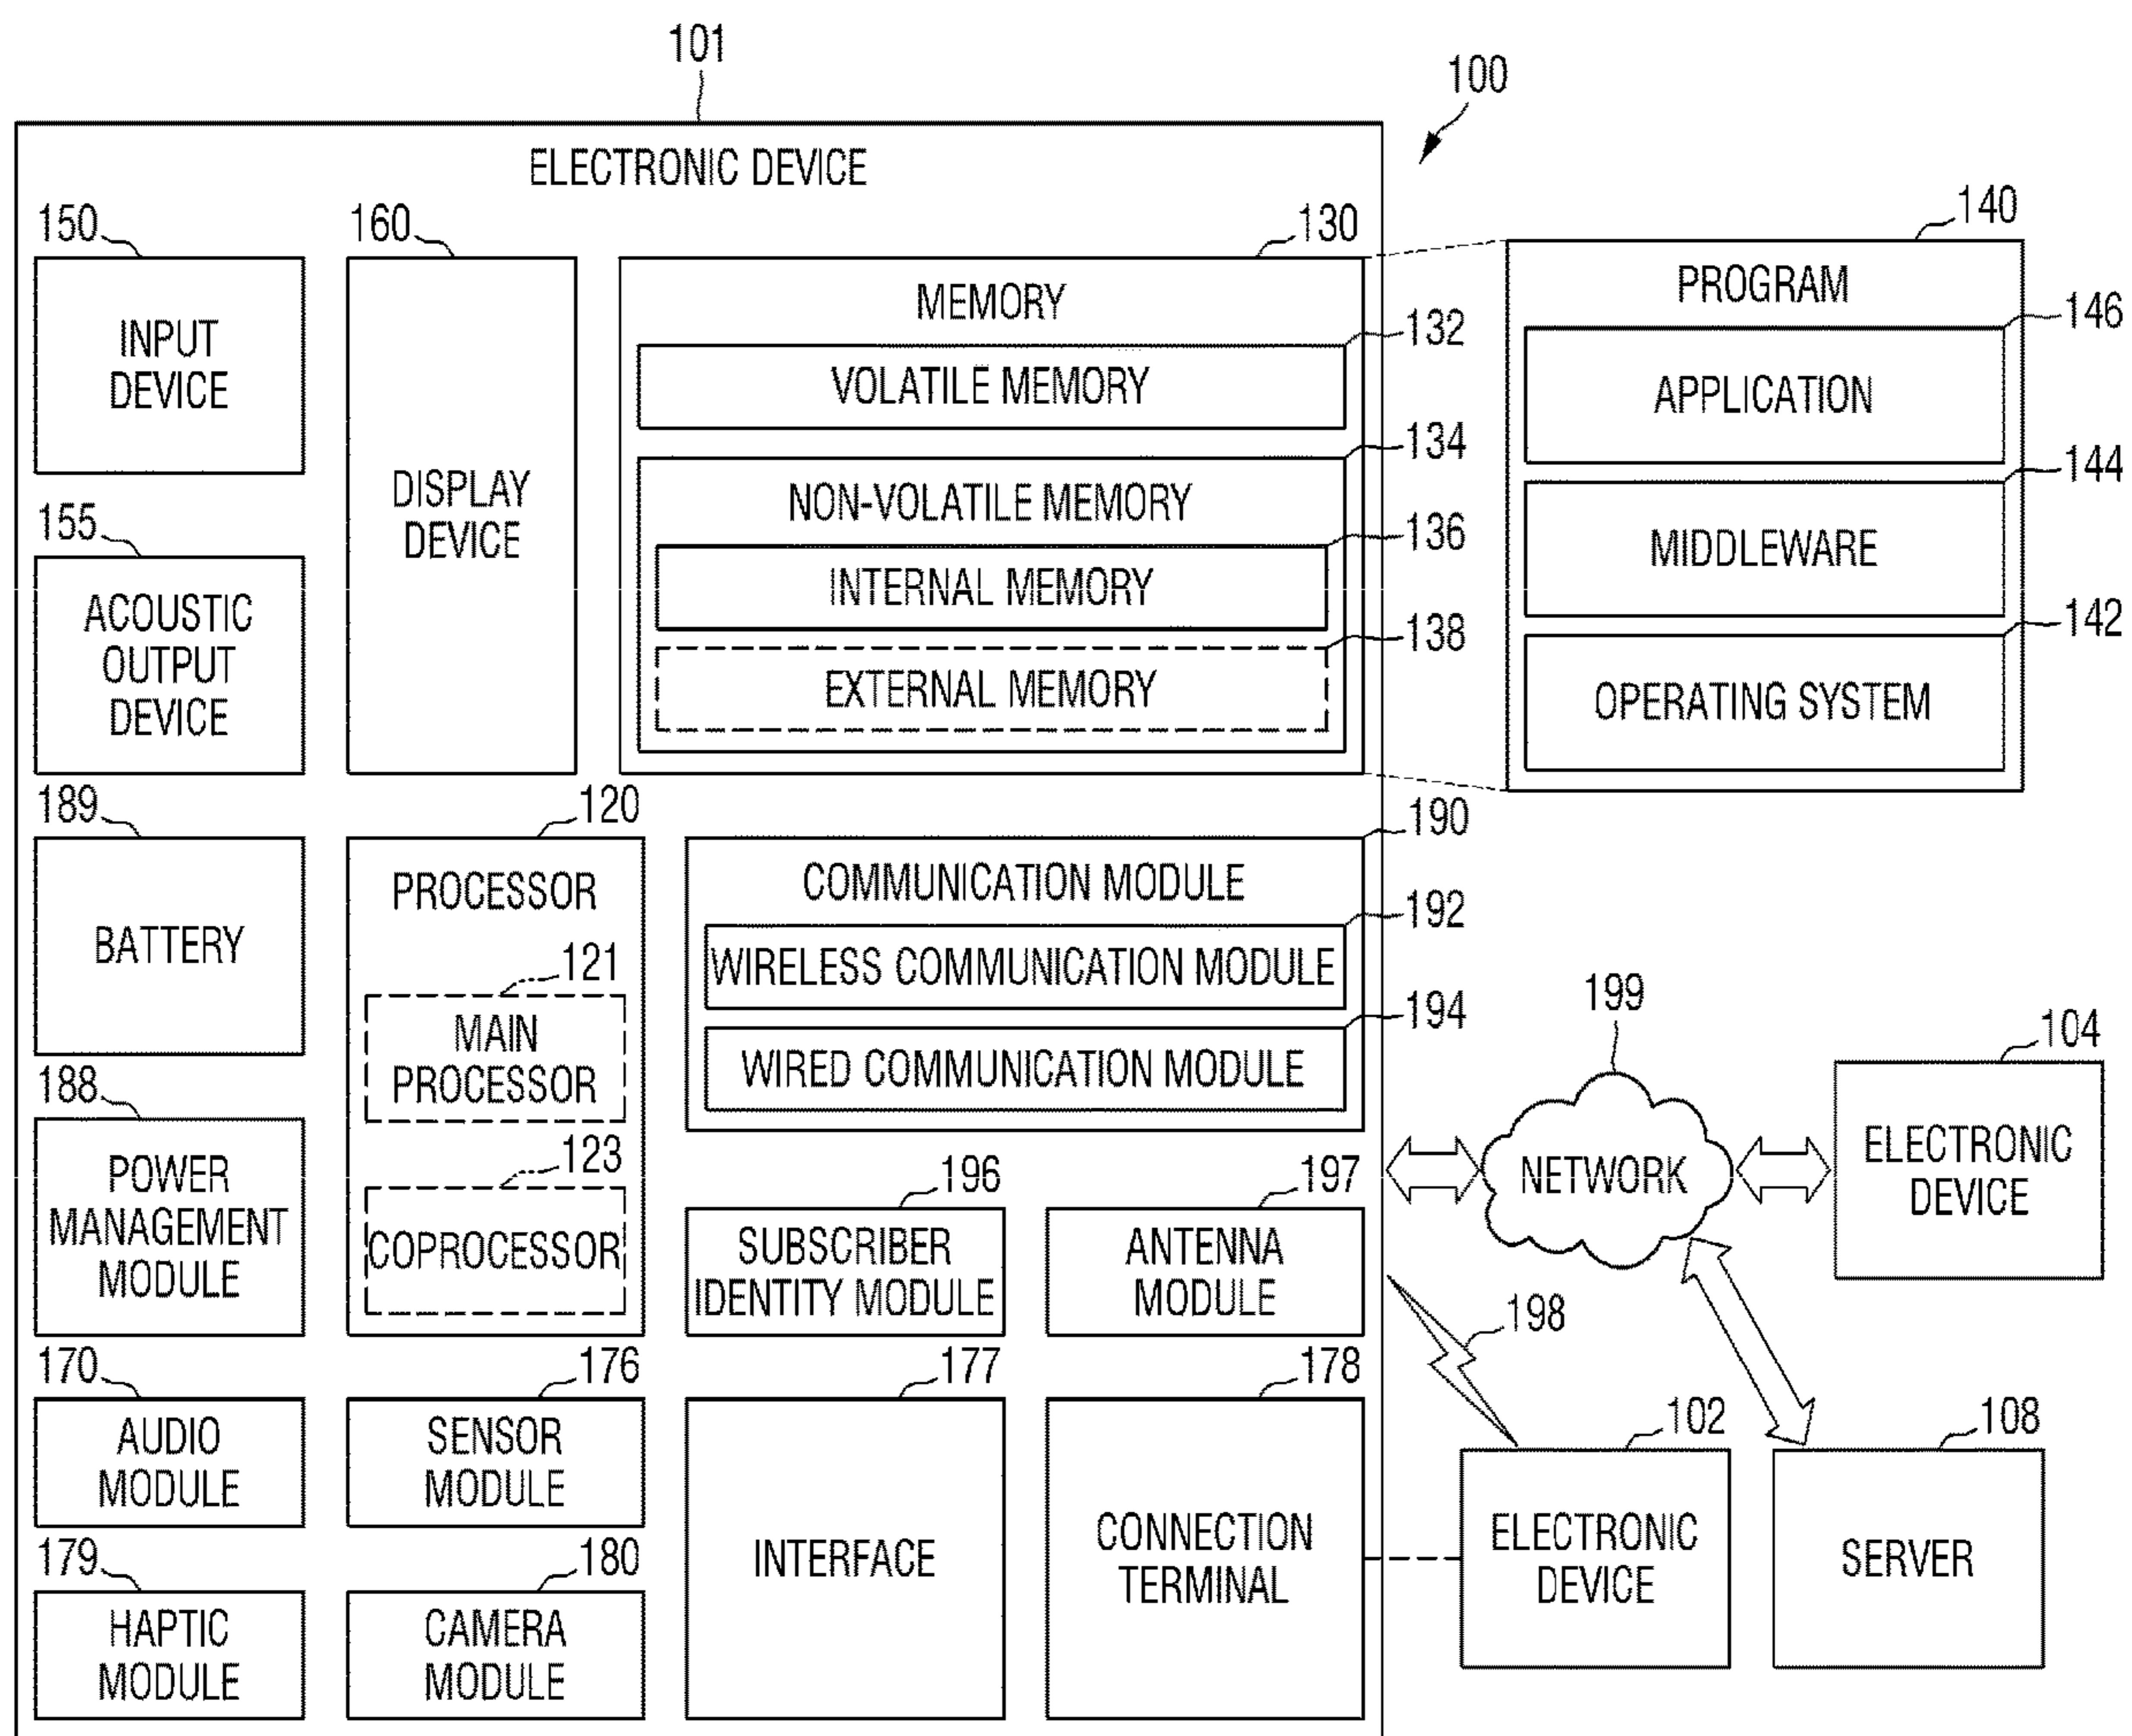 101
100
ELECTRONIC DEVICE
150
160
130
140
INPUT
DEVICE
DISPLAY
DEVICE
MEMORY
132
VOLATILE MEMORY
134
NON-VOLATILE MEMORY
136
INTERNAL MEMORY
138
EXTERNAL MEMORY
PROGRAM
146
APPLICATION
144
MIDDLEWARE
142
OPERATING SYSTEM
155
ACOUSTIC
OUTPUT
DEVICE
189
BATTERY
120
PROCESSOR
121
MAIN
PROCESSOR
123
COPROCESSOR
190
COMMUNICATION MODULE
192
WIRELESS COMMUNICATION MODULE
194
WIRED COMMUNICATION MODULE
188
POWER
MANAGEMENT
MODULE
196
SUBSCRIBER
IDENTITY MODULE
197
ANTENNA
MODULE
199
NETWORK
104
ELECTRONIC
DEVICE
198
170
AUDIO
MODULE
176
SENSOR
MODULE
177
INTERFACE
178
CONNECTION
TERMINAL
102
ELECTRONIC
DEVICE
108
SERVER
179
HAPTIC
MODULE
180
CAMERA
MODULE